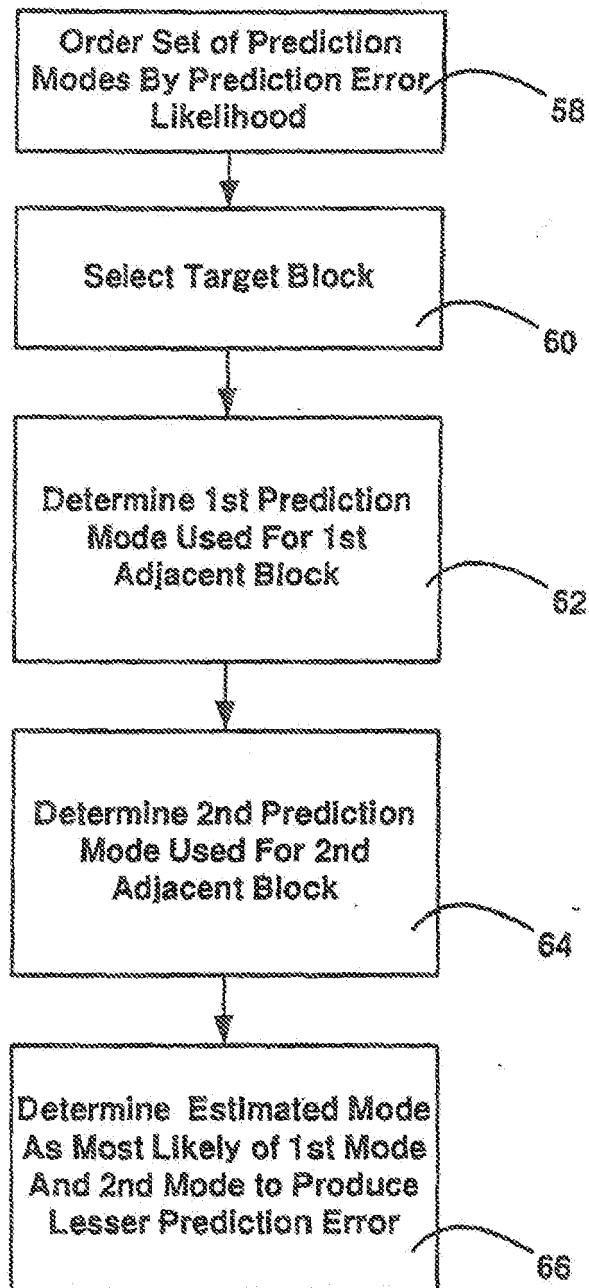 Order Set of Prediction
Modes By Prediction Error
Likelihood
58
Select Target Block
60
Determine 1st Prediction
Mode Used For 1st
Adjacent Block
62
Determine 2nd Prediction
Mode Used For 2nd
Adjacent Block
64
Determine Estimated Mode
As Most Likely of 1st Mode
And 2nd Mode to Produce
Lesser Prediction Error
66